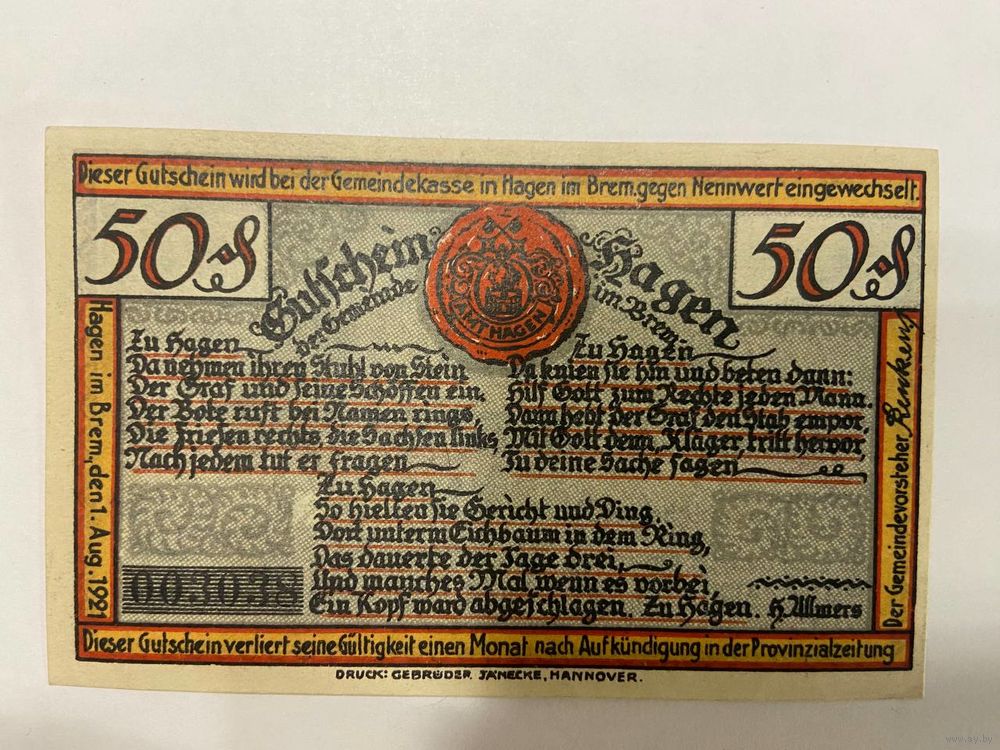 Dieser Gutschein wird bei der Gemeindekasse in Hagen im Brem. gegen Nennwert eingewechselt.
50 ₰
Gutschein Hagen
der Gemeinde im Brem
50 ₰
AMT HAGEN
Hagen im Brem., den 1. Aug. 1921
Zu Hagen
Da nehmen ihren Stuhl von Stein
Der Graf und seine Schöffen ein.
Der Bote ruft bei Namen rings,
Die Friesen rechts, die Sachsen links,
Nach jedem tut er fragen
Zu Hagen
Da knien sie hin und beten dann:
Hilf Gott zum Rechte jeden Mann.
Dann hebt der Graf den Stab empor,
Mit Gott denn, Kläger, tritt hervor,
Tu deine Sache sagen,
Zu Hagen
So hielten sie Gericht und Ding
Dort unterm Eichbaum in dem Ring,
Das dauerte der Tage drei,
Und manches Mal wenn es vorbei,
Ein Kopf ward abgeschlagen. Zu Hagen. H. Allmers
003038
Der Gemeindevorsteher
Dieser Gutschein verliert seine Gültigkeit einen Monat nach Aufkündigung in der Provinzialzeitung
DRUCK: GEBRÜDER JÄNECKE, HANNOVER.
www.ay.by